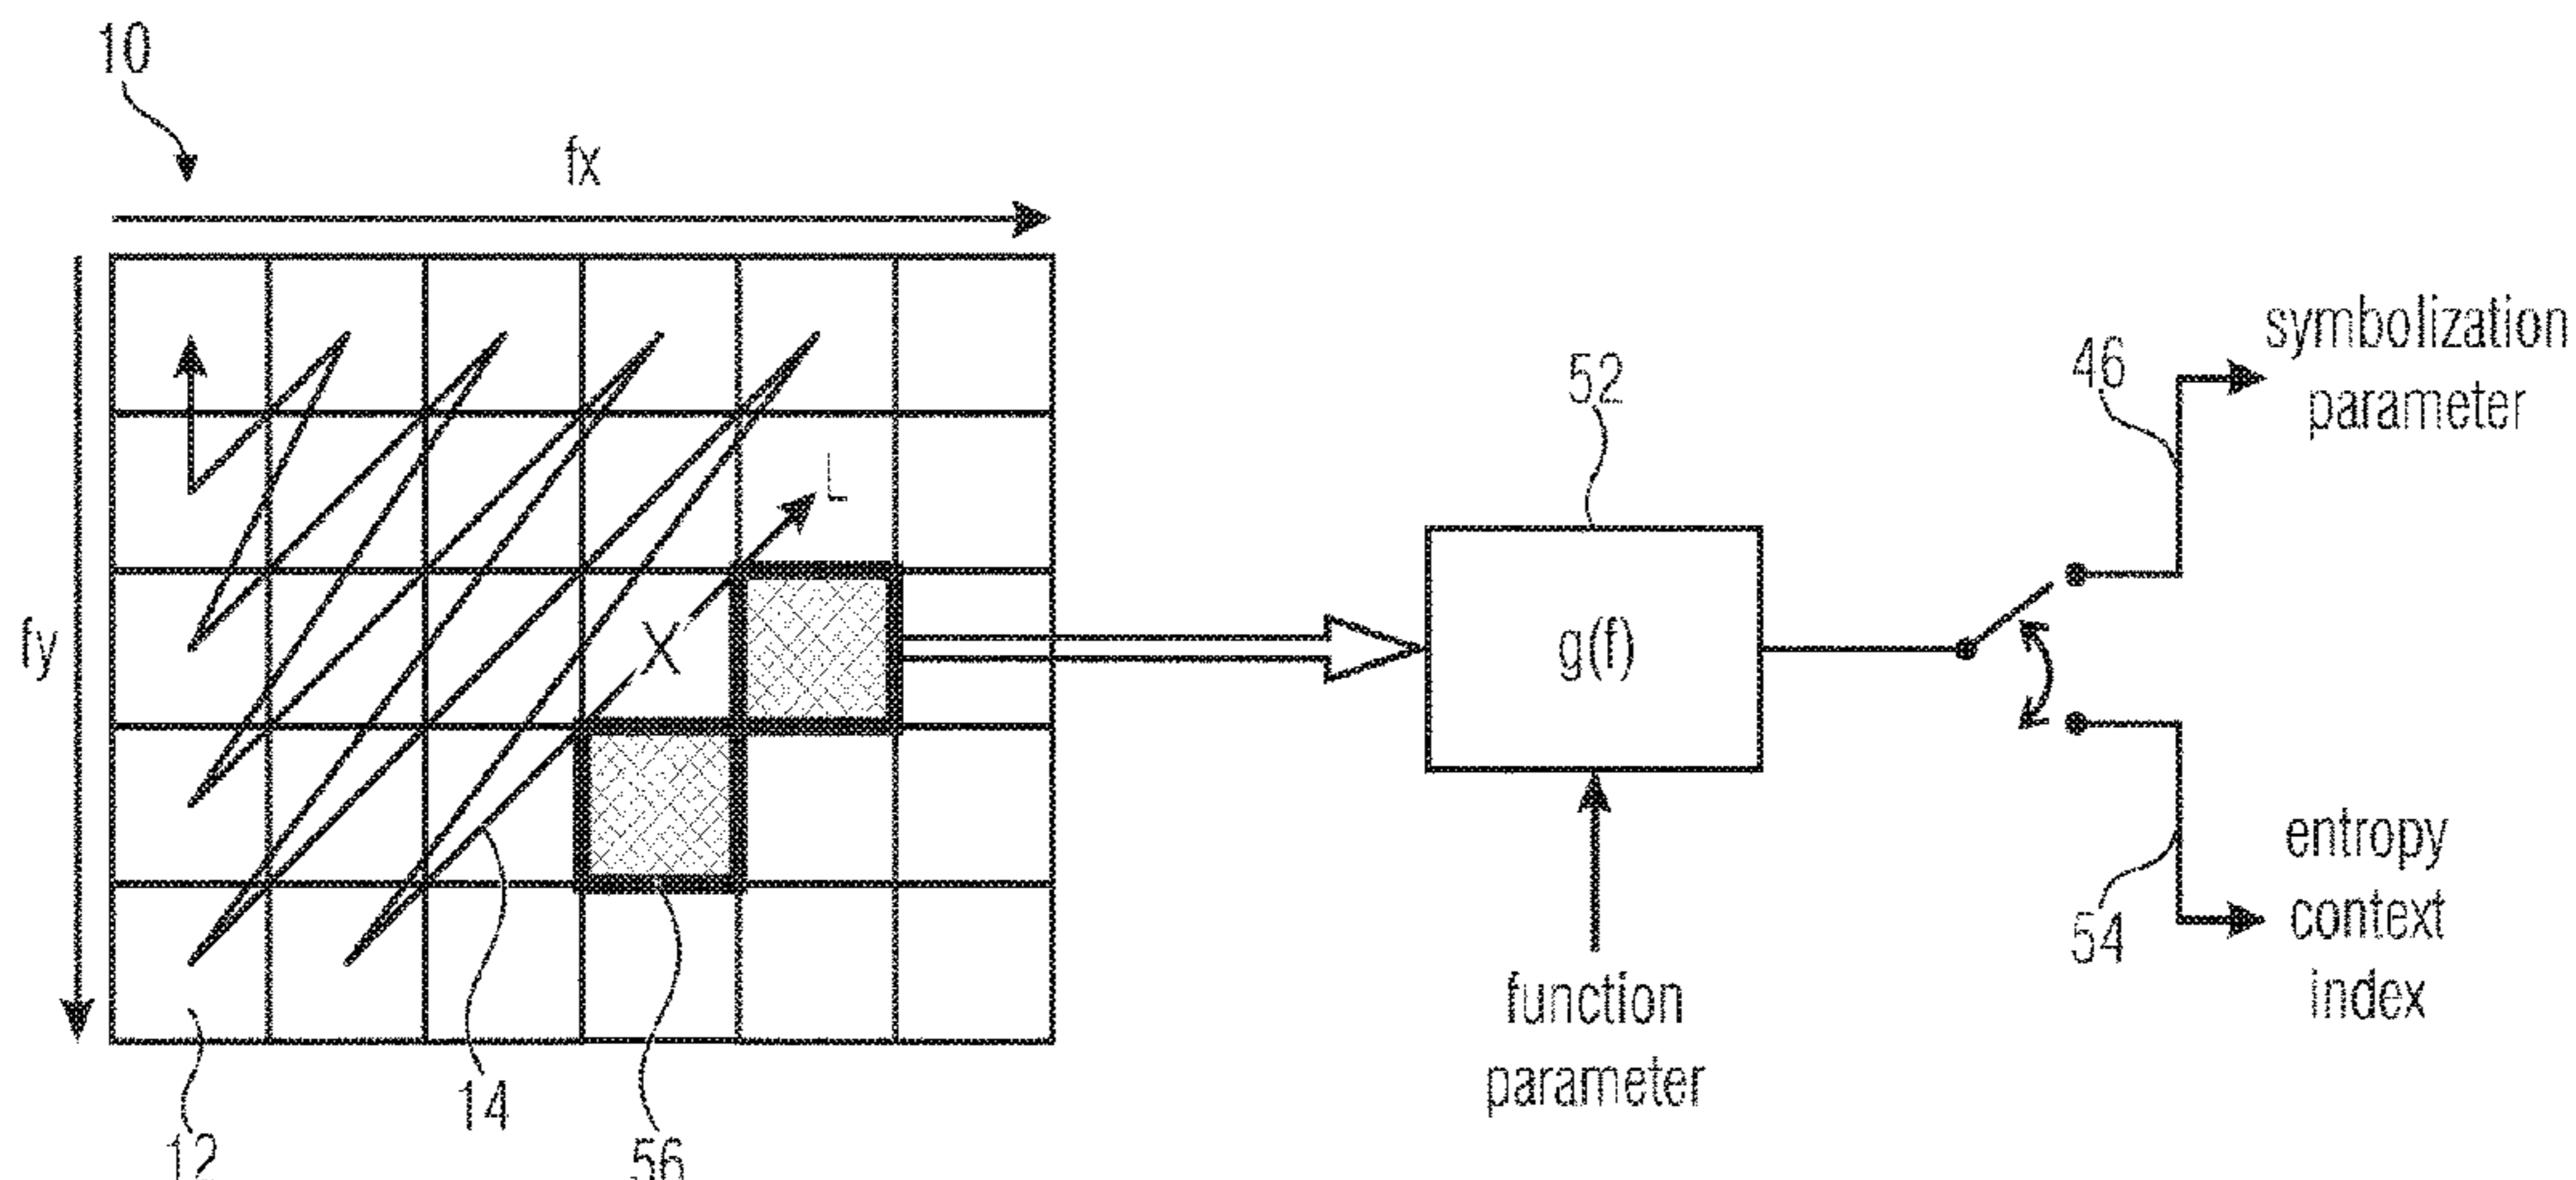 10
fx
fy
L
X
12
14
56
52
g(f)
function
parameter
46
symbolization
parameter
54
entropy
context
index